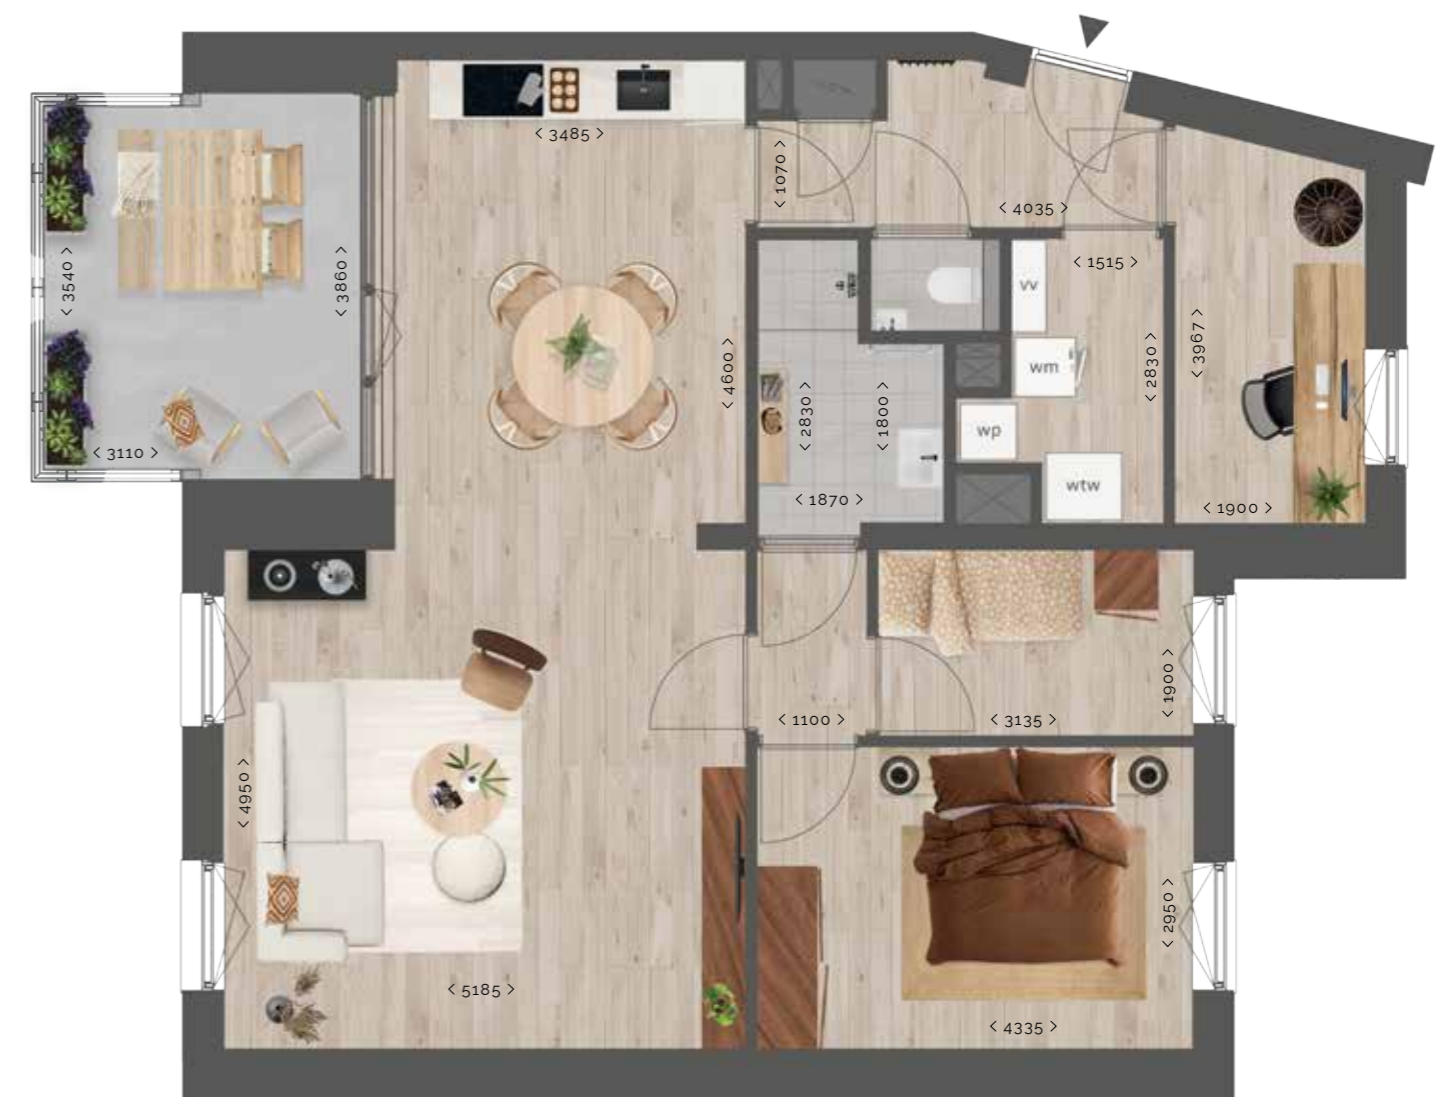 < 3485 >
< 1070 >
< 4035 >
< 1515 >
vv
< 3540 >
< 3860 >
< 4600 >
wm
< 2830 >
< 3967 >
< 2830 >
< 1800 >
wp
< 3110 >
wtw
< 1870 >
< 1900 >
< 1100 >
< 3135 >
< 1900 >
< 4950 >
< 2950 >
< 5185 >
< 4335 >